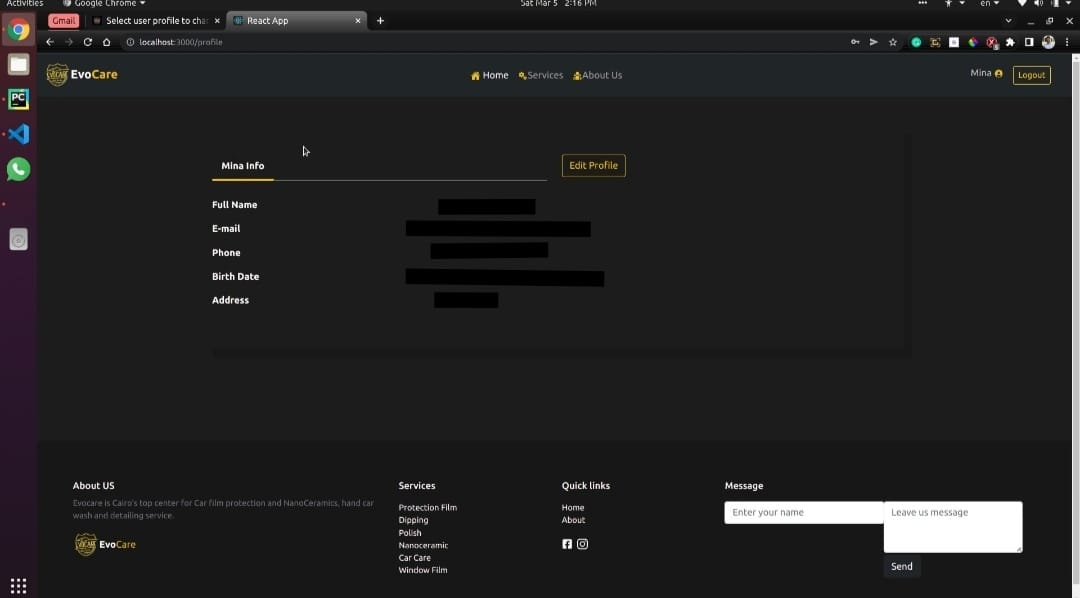 Activities Google Chrome Sat Mar 5 2:16 PM en
Gmail Select user profile to cha React App
localhost:3000/profile
EvoCare Home Services About Us Mina Logout
Mina Info Edit Profile
Full Name
E-mail
Phone
Birth Date
Address
About US Services Quick links Message
Evocare is Cairo's top center for Car film protection and NanoCeramics, hand car
wash and detailing service.
EvoCare
Protection Film
Dipping
Polish
Nanoceramic
Car Care
Window Film
Home
About
Enter your name
Leave us message
Send